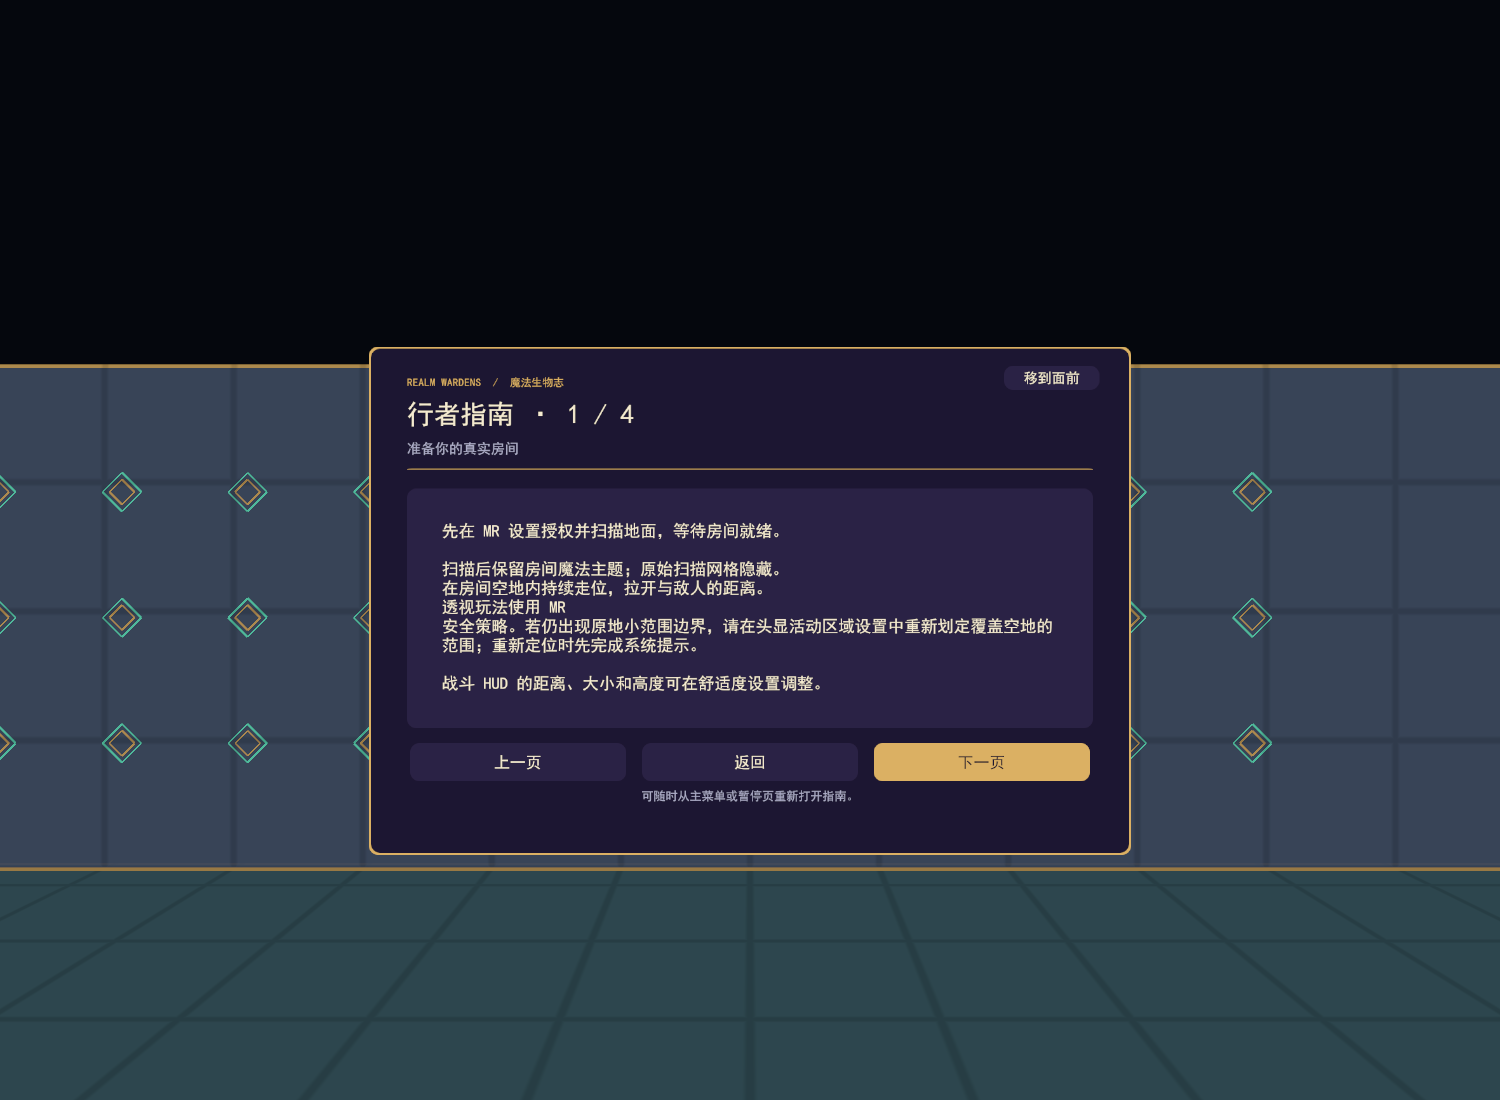 REALM WARDENS / 魔法生物志
移到面前
行者指南 · 1 / 4
准备你的真实房间
先在 MR 设置授权并扫描地面，等待房间就绪。
扫描后保留房间魔法主题；原始扫描网格隐藏。
在房间空地内持续走位，拉开与敌人的距离。
透视玩法使用 MR
安全策略。若仍出现原地小范围边界，请在头显活动区域设置中重新划定覆盖空地的
范围；重新定位时先完成系统提示。
战斗 HUD 的距离、大小和高度可在舒适度设置调整。
上一页
返回
下一页
可随时从主菜单或暂停页重新打开指南。